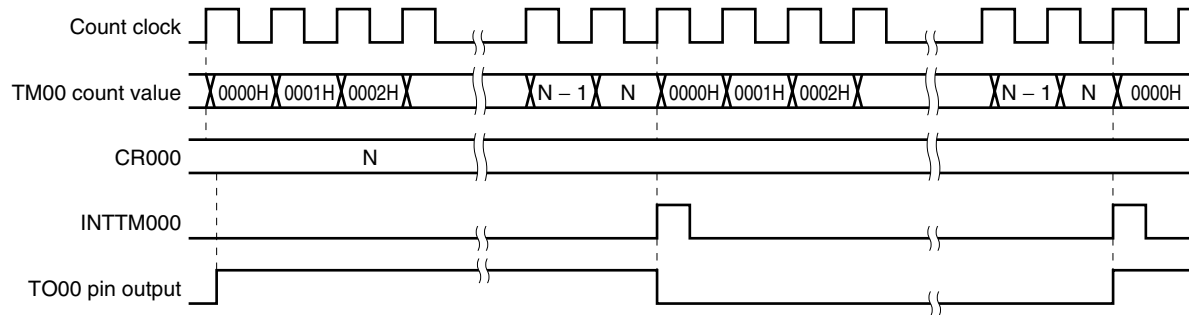 Count clock
TM00 count value 0000H 0001H 0002H N − 1 N 0000H 0001H 0002H N − 1 N 0000H
CR000 N
INTTM000
TO00 pin output